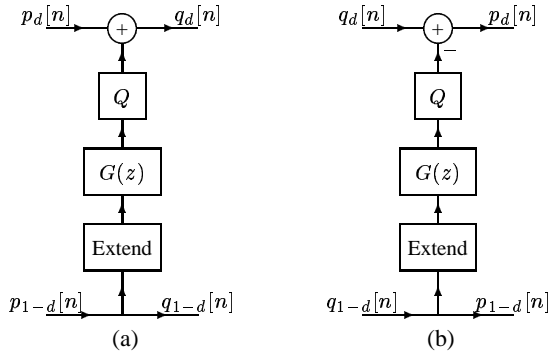 p_d[n] q_d[n] q_d[n] p_d[n]
+ +
−
Q Q
G(z) G(z)
Extend Extend
p_{1−d}[n] q_{1−d}[n] q_{1−d}[n] p_{1−d}[n]
(a) (b)